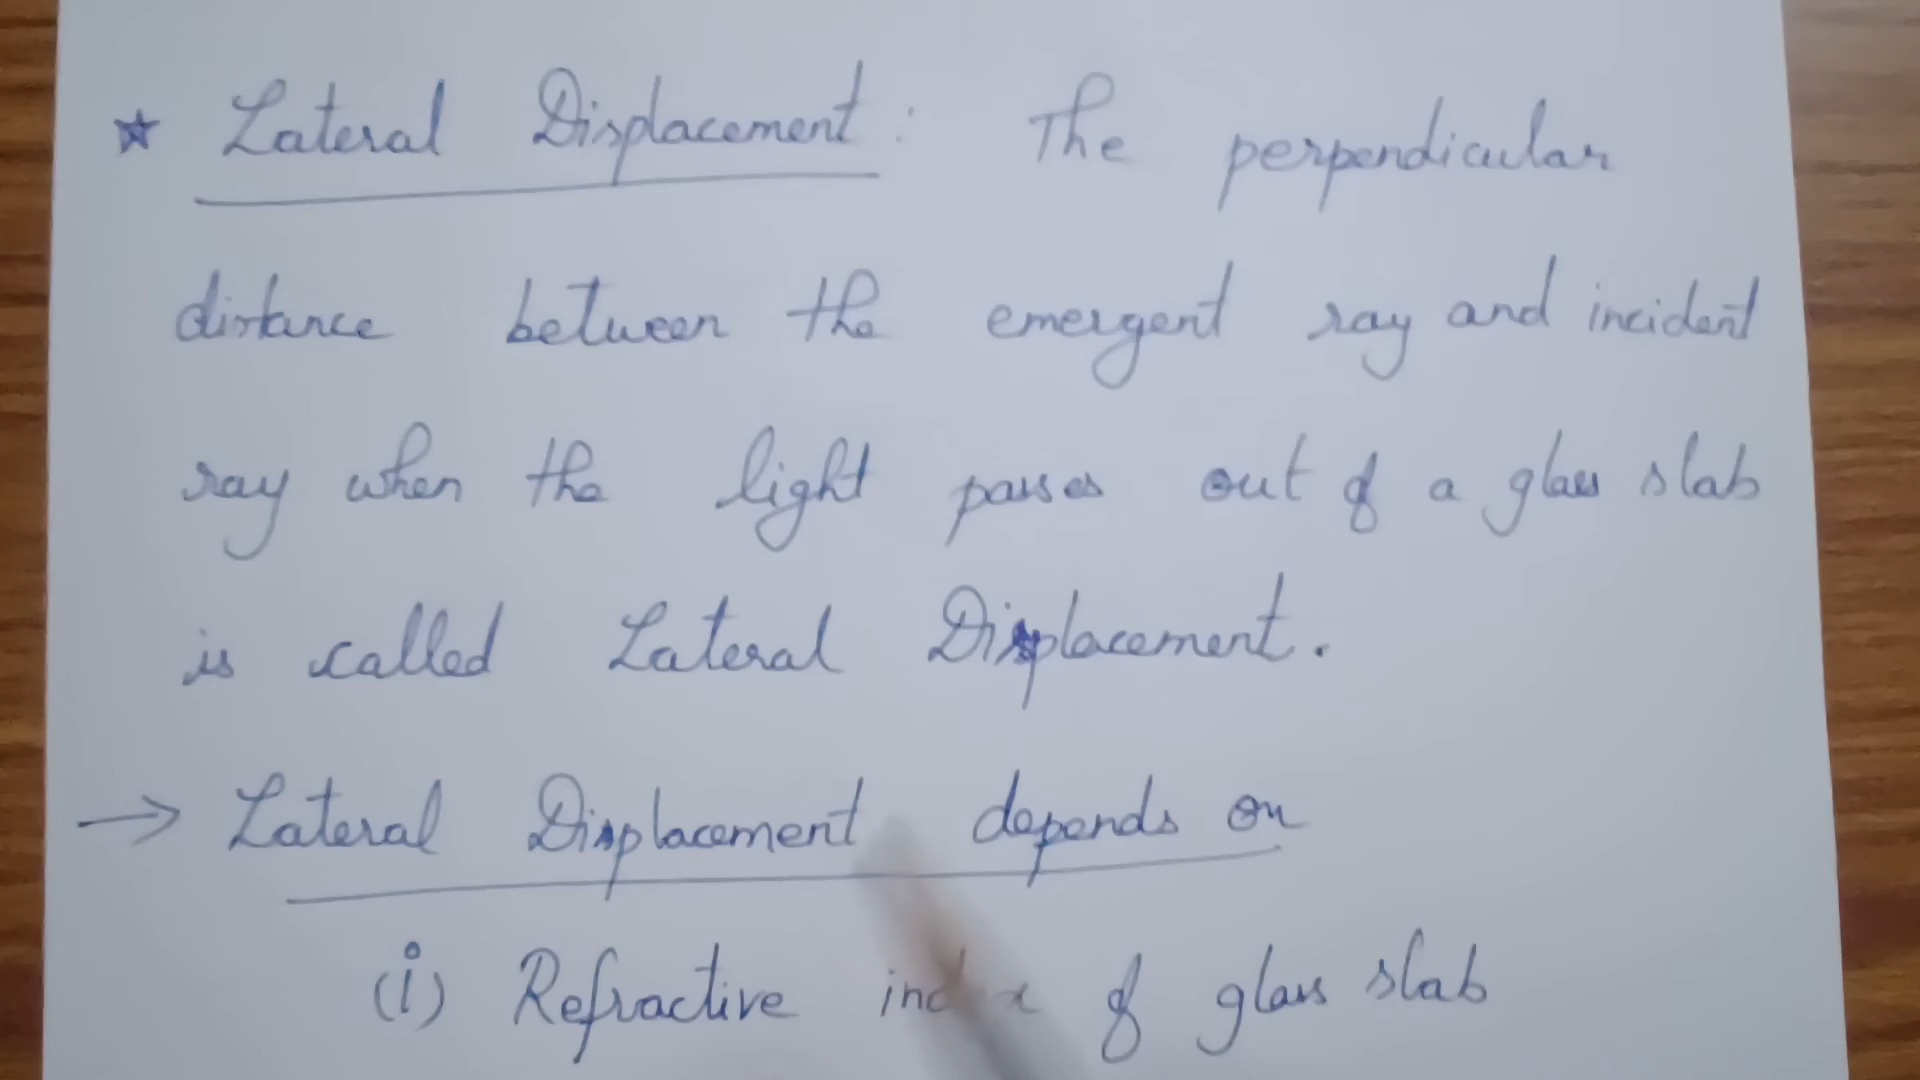 ★ Lateral Displacement: The perpendicular
distance between the emergent ray and incident
ray when the light passes out of a glass slab
is called Lateral Displacement.
→ Lateral Displacement depends on
(i) Refractive index of glass slab